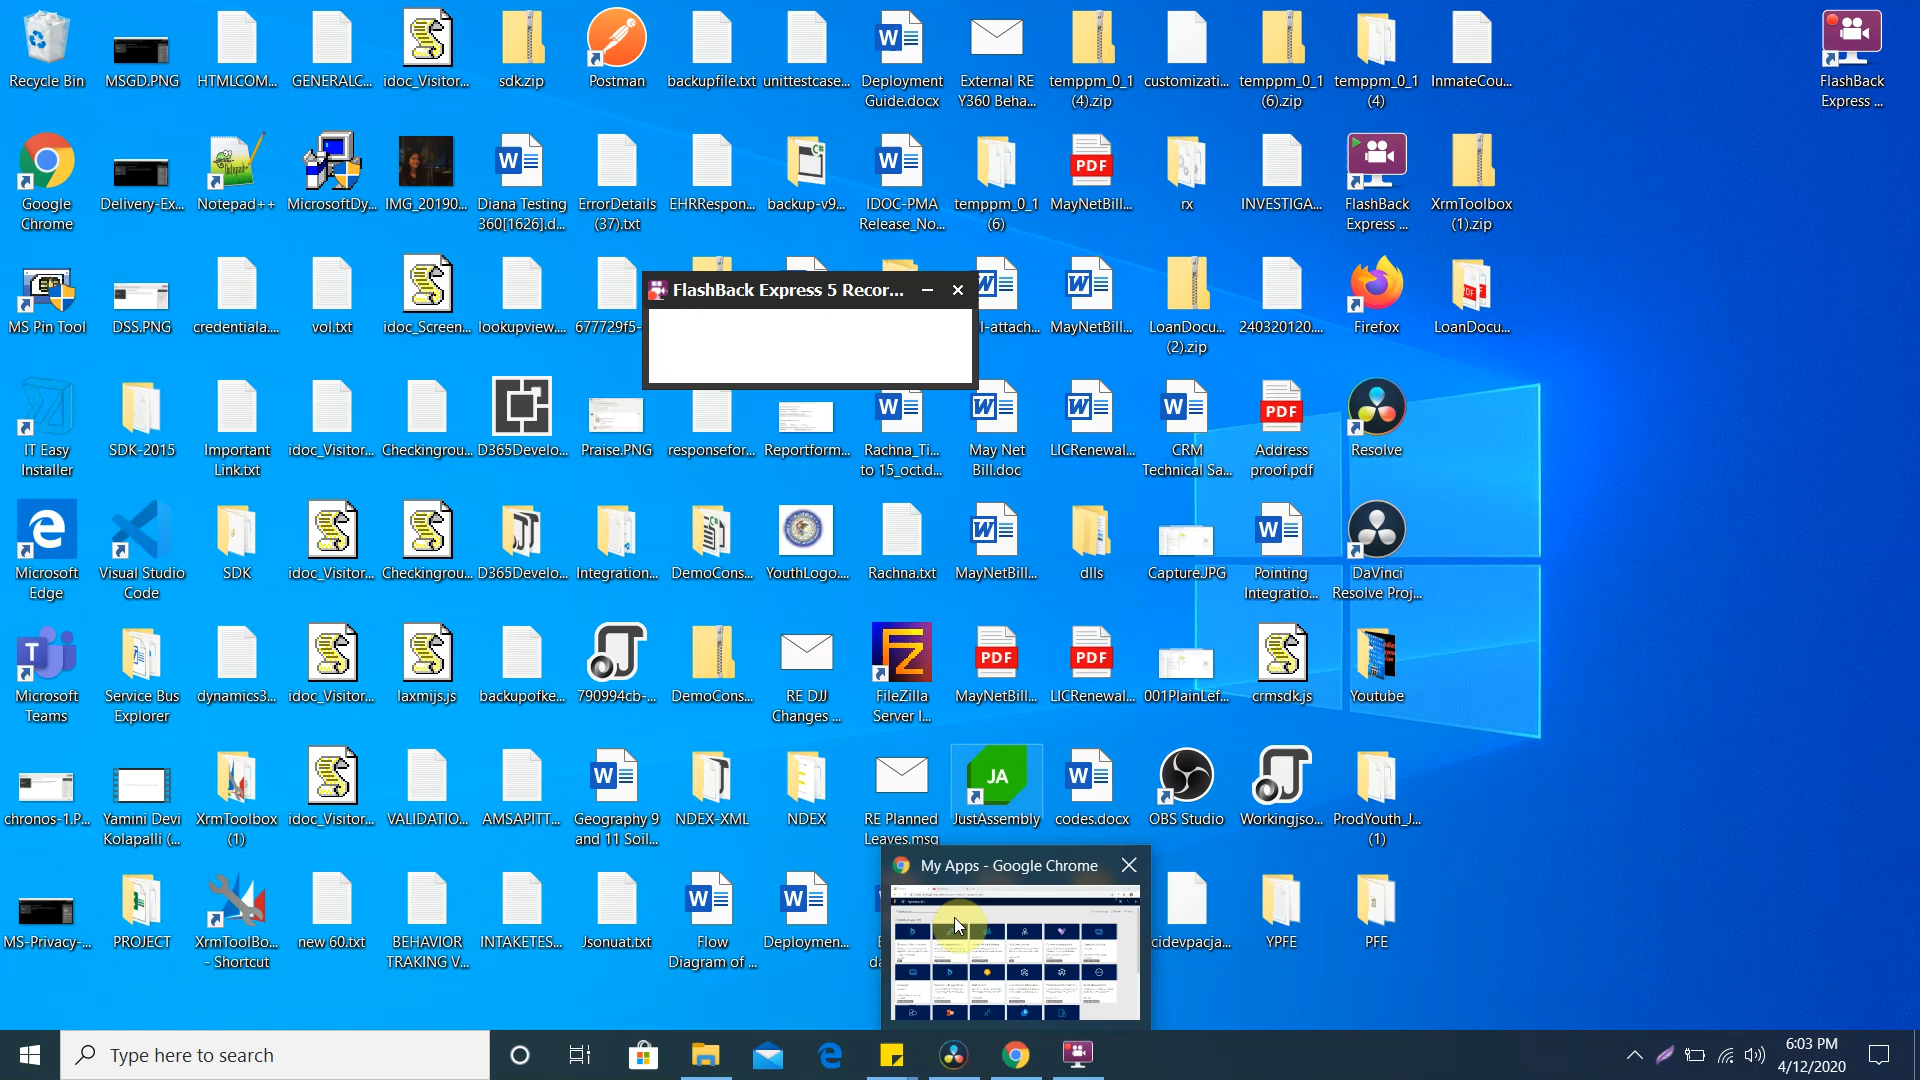 Recycle Bin
MSGD.PNG
HTMLCOM...
GENERALC...
idoc_Visitor...
sdk.zip
Postman
backupfile.txt
unittestcase...
Deployment
Guide.docx
External RE
Y360 Beha...
temppm_0_1
(4).zip
customizati...
temppm_0_1
(6).zip
temppm_0_1
(4)
InmateCou...
FlashBack
Express ...
Google
Chrome
Delivery-Ex...
Notepad++
MicrosoftDy...
IMG_20190...
Diana Testing
360[1626].d...
ErrorDetails
(37).txt
EHRRespon...
backup-v9...
IDOC-PMA
Release_No...
temppm_0_1
(6)
PDF
MayNetBill...
rx
INVESTIGA...
FlashBack
Express ...
XrmToolbox
(1).zip
MS Pin Tool
DSS.PNG
credentiala...
vol.txt
idoc_Screen...
lookupview....
677729f5-
FlashBack Express 5 Recor...
l-attach...
MayNetBill...
LoanDocu...
(2).zip
240320120....
Firefox
LoanDocu...
IT Easy
Installer
SDK-2015
Important
Link.txt
idoc_Visitor...
Checkingrou...
D365Develo...
Praise.PNG
responsefor...
Reportform...
Rachna_Ti...
to 15_oct.d...
May Net
Bill.doc
LICRenewal...
CRM
Technical Sa...
PDF
Address
proof.pdf
Resolve
Microsoft
Edge
Visual Studio
Code
SDK
idoc_Visitor...
Checkingrou...
D365Develo...
Integration...
DemoCons...
YouthLogo....
Rachna.txt
MayNetBill...
dlls
Capture.JPG
Pointing
Integratio...
DaVinci
Resolve Proj...
Microsoft
Teams
Service Bus
Explorer
dynamics3...
idoc_Visitor...
laxmijs.js
backupofke...
790994cb-...
DemoCons...
RE DJJ
Changes ...
FileZilla
Server I...
PDF
MayNetBill...
PDF
LICRenewal...
001PlainLef...
crmsdk.js
Youtube
chronos-1.P...
Yamini Devi
Kolapalli (...
XrmToolbox
(1)
idoc_Visitor...
VALIDATIO...
AMSAPITT...
Geography 9
and 11 Soil...
NDEX-XML
NDEX
RE Planned
Leaves.msg
JA
JustAssembly
codes.docx
OBS Studio
Workingjso...
ProdYouth_J...
(1)
My Apps - Google Chrome
MS-Privacy-...
PROJECT
XrmToolBo...
- Shortcut
new 60.txt
BEHAVIOR
TRAKING V...
INTAKETES...
Jsonuat.txt
Flow
Diagram of ...
Deploymen...
cidevpacja...
YPFE
PFE
Type here to search
6:03 PM
4/12/2020